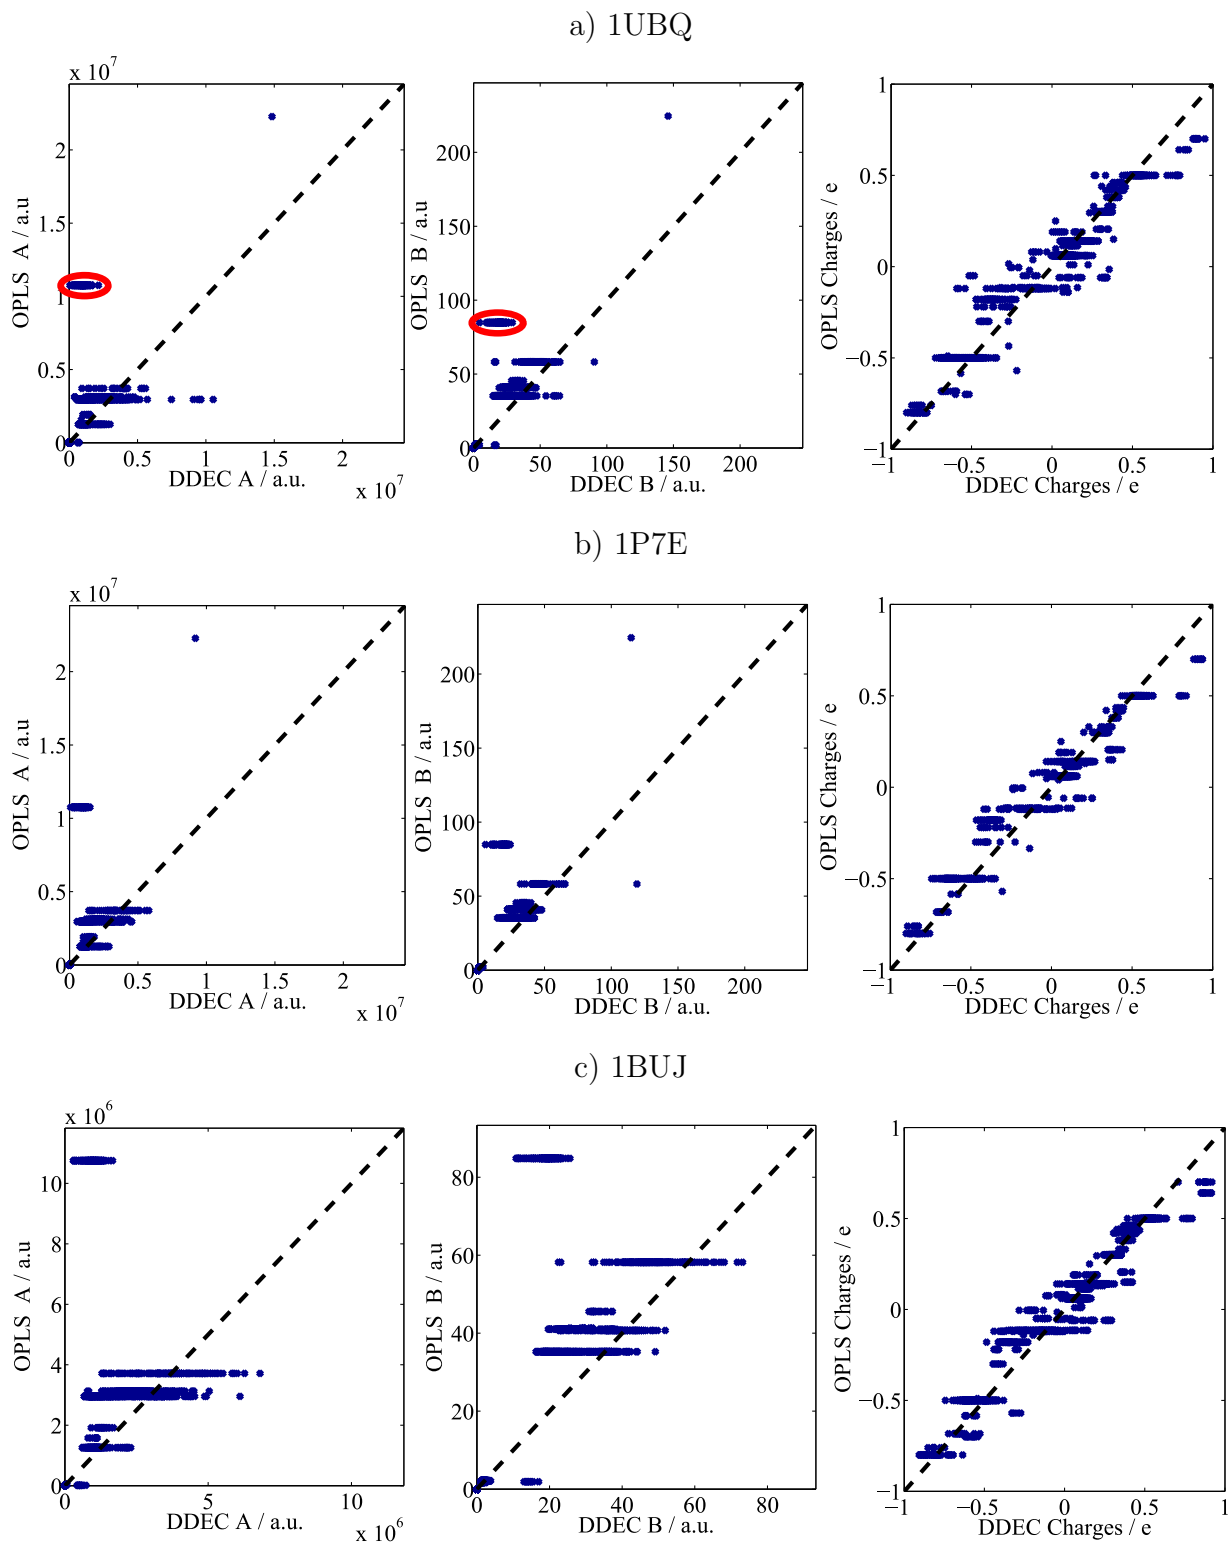 a) 1UBQ
x 10^7
OPLS A / a.u
2
1.5
1
0.5
0
0 0.5 1 1.5 2
DDEC A / a.u.
x 10^7
OPLS B / a.u
200
150
100
50
0
0 50 100 150 200
DDEC B / a.u.
OPLS Charges / e
1
0.5
0
−0.5
−1
−1 −0.5 0 0.5 1
DDEC Charges / e
b) 1P7E
x 10^7
OPLS A / a.u
2
1.5
1
0.5
0
0 0.5 1 1.5 2
DDEC A / a.u.
x 10^7
OPLS B / a.u
200
150
100
50
0
0 50 100 150 200
DDEC B / a.u.
OPLS Charges / e
1
0.5
0
−0.5
−1
−1 −0.5 0 0.5 1
DDEC Charges / e
c) 1BUJ
x 10^6
OPLS A / a.u
10
8
6
4
2
0
0 5 10
DDEC A / a.u.
x 10^6
OPLS B / a.u
80
60
40
20
0
0 20 40 60 80
DDEC B / a.u.
OPLS Charges / e
1
0.5
0
−0.5
−1
−1 −0.5 0 0.5 1
DDEC Charges / e